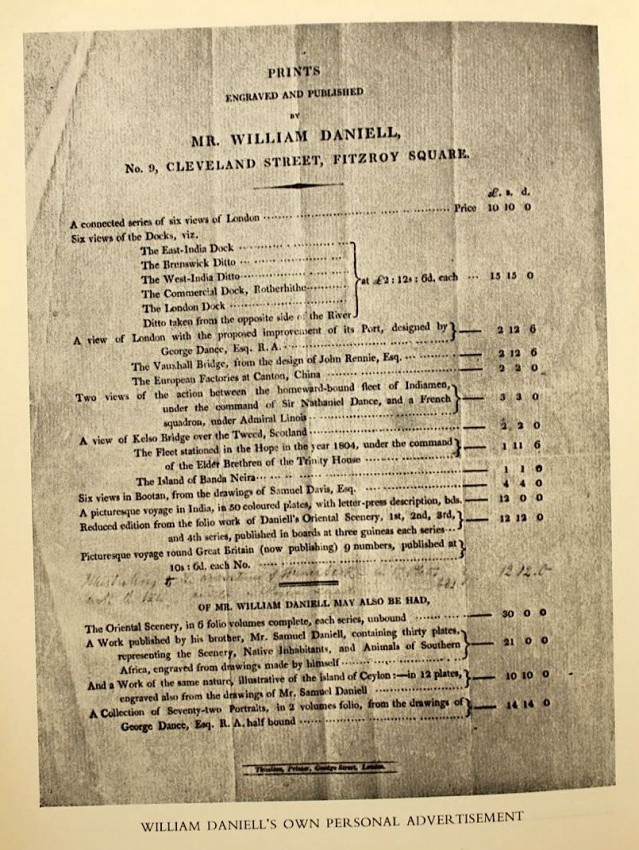 PRINTS
ENGRAVED AND PUBLISHED
BY
MR. WILLIAM DANIELL,
No. 9, CLEVELAND STREET, FITZROY SQUARE.
£. s. d.
A connected series of six views of London ........ Price 10 10 0
Six views of the Docks, viz.
The East-India Dock ........
The Brunswick Ditto ........
The West-India Ditto ........ } at £2 : 12s : 6d. each ... 15 15 0
The Commercial Dock, Rotherhithe ........
The London Dock ........
Ditto taken from the opposite side of the River
A view of London with the proposed improvement of its Port, designed by } — 2 12 6
George Dance, Esq. R. A. ........
The Vauxhall Bridge, from the design of John Rennie, Esq. ... — 2 12 6
The European Factories at Canton, China ........ — 2 2 0
Two views of the action between the homeward-bound fleet of Indiamen,
under the command of Sir Nathaniel Dance, and a French } — 3 3 0
squadron, under Admiral Linois ........
A view of Kelso Bridge over the Tweed, Scotland ........ — 2 2 0
The Fleet stationed in the Hope in the year 1804, under the command } — 1 11 6
of the Elder Brethren of the Trinity House ........
The Island of Banda Neira ........ — 1 1 0
Six views in Bootan, from the drawings of Samuel Davis, Esq. ........ — 4 4 0
A picturesque voyage in India, in 50 coloured plates, with letter-press description, bds. — 12 0 0
Reduced edition from the folio work of Daniell's Oriental Scenery, 1st, 2nd, 3rd, } — 12 12 0
and 4th series, published in boards at three guineas each series ...
Picturesque voyage round Great Britain (now publishing) 9 numbers, published at }
10s : 6d. each No. ........
12 12. 0
OF MR. WILLIAM DANIELL MAY ALSO BE HAD,
The Oriental Scenery, in 6 folio volumes complete, each series, unbound ........ — 30 0 0
A Work published by his brother, Mr. Samuel Daniell, containing thirty plates,
representing the Scenery, Native Inhabitants, and Animals of Southern } — 21 0 0
Africa, engraved from drawings made by himself ........
And a Work of the same nature, illustrative of the island of Ceylon :—in 12 plates, } — 10 10 0
engraved also from the drawings of Mr. Samuel Daniell ........
A Collection of Seventy-two Portraits, in 2 volumes folio, from the drawings of } — 14 14 0
George Dance, Esq. R. A. half bound ........
Printer, George Street, London.
WILLIAM DANIELL'S OWN PERSONAL ADVERTISEMENT